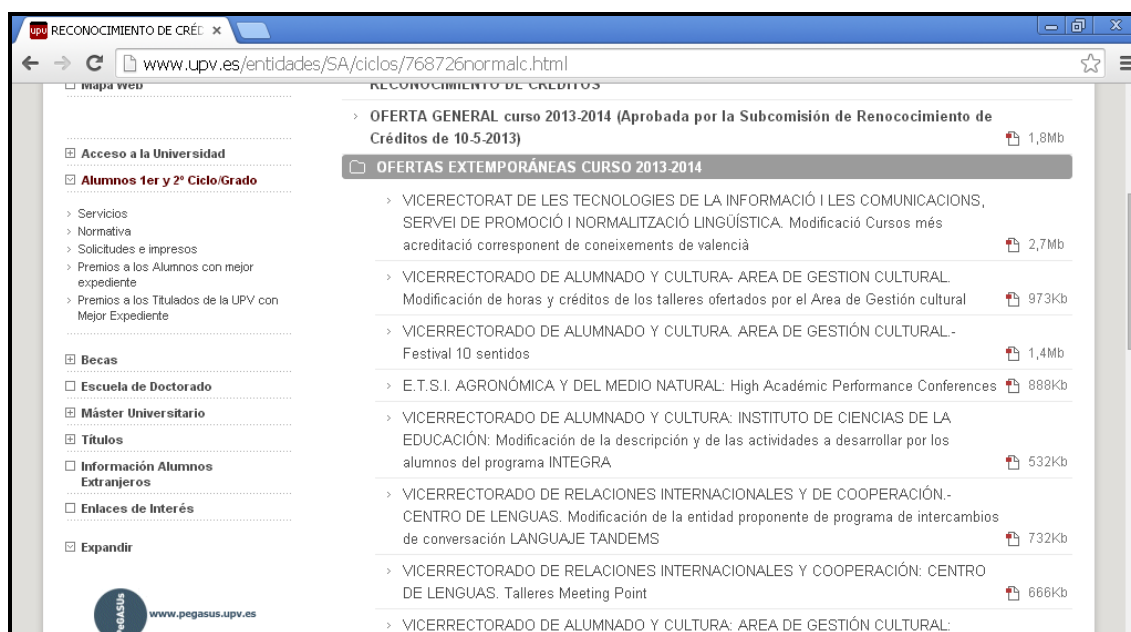 upv RECONOCIMIENTO DE CRÉD
www.upv.es/entidades/SA/ciclos/768726normalc.html
Mapa Web
Acceso a la Universidad
Alumnos 1er y 2º Ciclo/Grado
Servicios
Normativa
Solicitudes e impresos
Premios a los Alumnos con mejor
expediente
Premios a los Titulados de la UPV con
Mejor Expediente
Becas
Escuela de Doctorado
Máster Universitario
Títulos
Información Alumnos
Extranjeros
Enlaces de Interés
Expandir
PeGASUs
www.pegasus.upv.es
RECONOCIMIENTO DE CRÉDITOS
OFERTA GENERAL curso 2013-2014 (Aprobada por la Subcomisión de Renococimiento de
Créditos de 10-5-2013) 1,8Mb
OFERTAS EXTEMPORÁNEAS CURSO 2013-2014
VICERECTORAT DE LES TECNOLOGIES DE LA INFORMACIÓ I LES COMUNICACIONS,
SERVEI DE PROMOCIÓ I NORMALITZACIÓ LINGÜÍSTICA. Modificació Cursos més
acreditació corresponent de coneixements de valencià 2,7Mb
VICERRECTORADO DE ALUMNADO Y CULTURA- AREA DE GESTION CULTURAL.
Modificación de horas y créditos de los talleres ofertados por el Area de Gestión cultural 973Kb
VICERRECTORADO DE ALUMNADO Y CULTURA. AREA DE GESTIÓN CULTURAL.-
Festival 10 sentidos 1,4Mb
E.T.S.I. AGRONÓMICA Y DEL MEDIO NATURAL: High Académic Performance Conferences 888Kb
VICERRECTORADO DE ALUMNADO Y CULTURA: INSTITUTO DE CIENCIAS DE LA
EDUCACIÓN: Modificación de la descripción y de las actividades a desarrollar por los
alumnos del programa INTEGRA 532Kb
VICERRECTORADO DE RELACIONES INTERNACIONALES Y DE COOPERACIÓN.-
CENTRO DE LENGUAS. Modificación de la entidad proponente de programa de intercambios
de conversación LANGUAJE TANDEMS 732Kb
VICERRECTORADO DE RELACIONES INTERNACIONALES Y COOPERACIÓN: CENTRO
DE LENGUAS. Talleres Meeting Point 666Kb
VICERRECTORADO DE ALUMNADO Y CULTURA: AREA DE GESTIÓN CULTURAL: